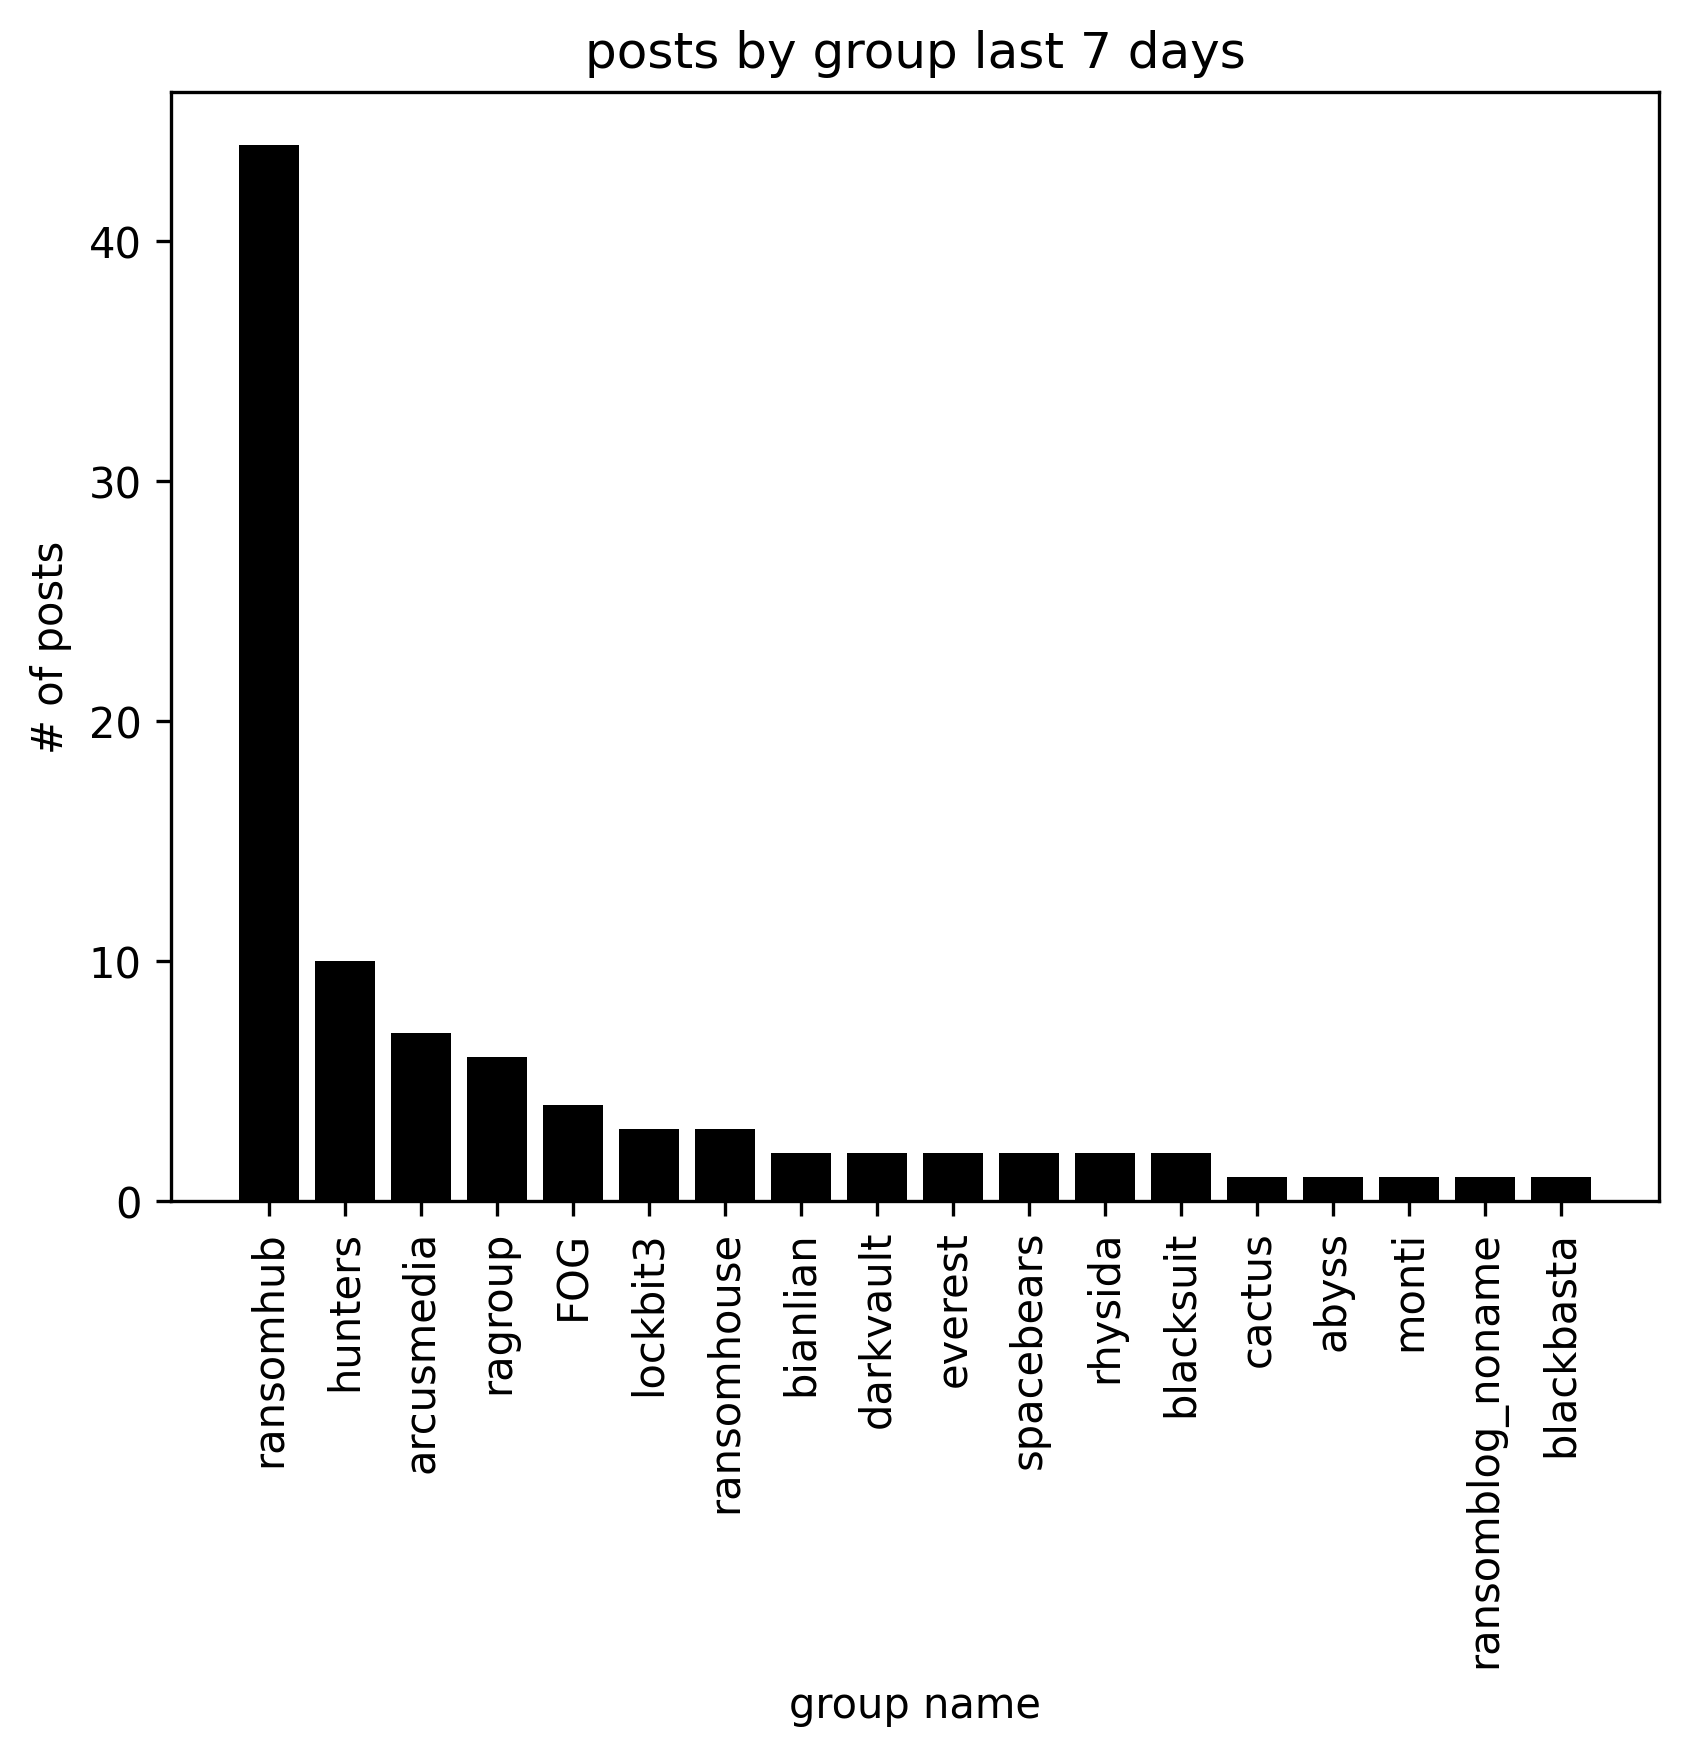 posts by group last 7 days
# of posts
40
30
20
10
0
ransomhub
hunters
arcusmedia
ragroup
FOG
lockbit3
ransomhouse
bianlian
darkvault
everest
spacebears
rhysida
blacksuit
cactus
abyss
monti
ransomblog_noname
blackbasta
group name